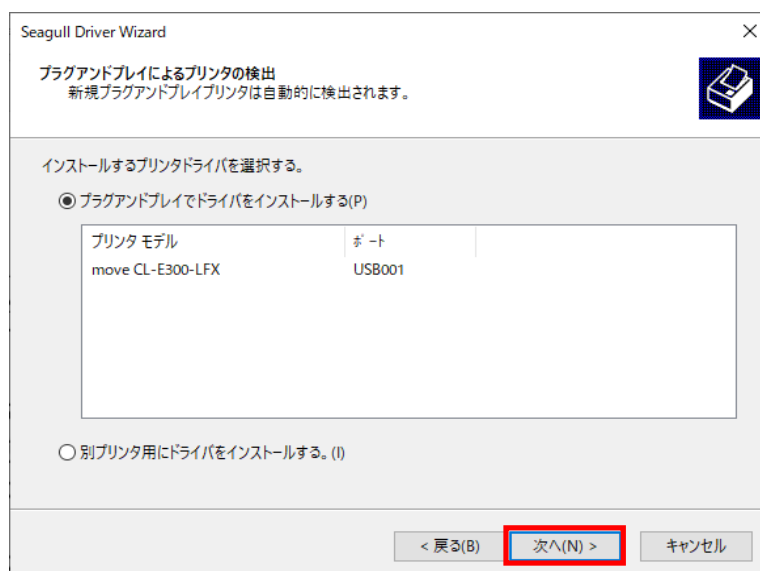 Seagull Driver Wizard
プラグアンドプレイによるプリンタの検出
新規プラグアンドプレイプリンタは自動的に検出されます。
インストールするプリンタドライバを選択する。
プラグアンドプレイでドライバをインストールする(P)
プリンタ モデル ﾎﾟｰﾄ
move CL-E300-LFX USB001
別プリンタ用にドライバをインストールする。(I)
< 戻る(B) 次へ(N) > キャンセル